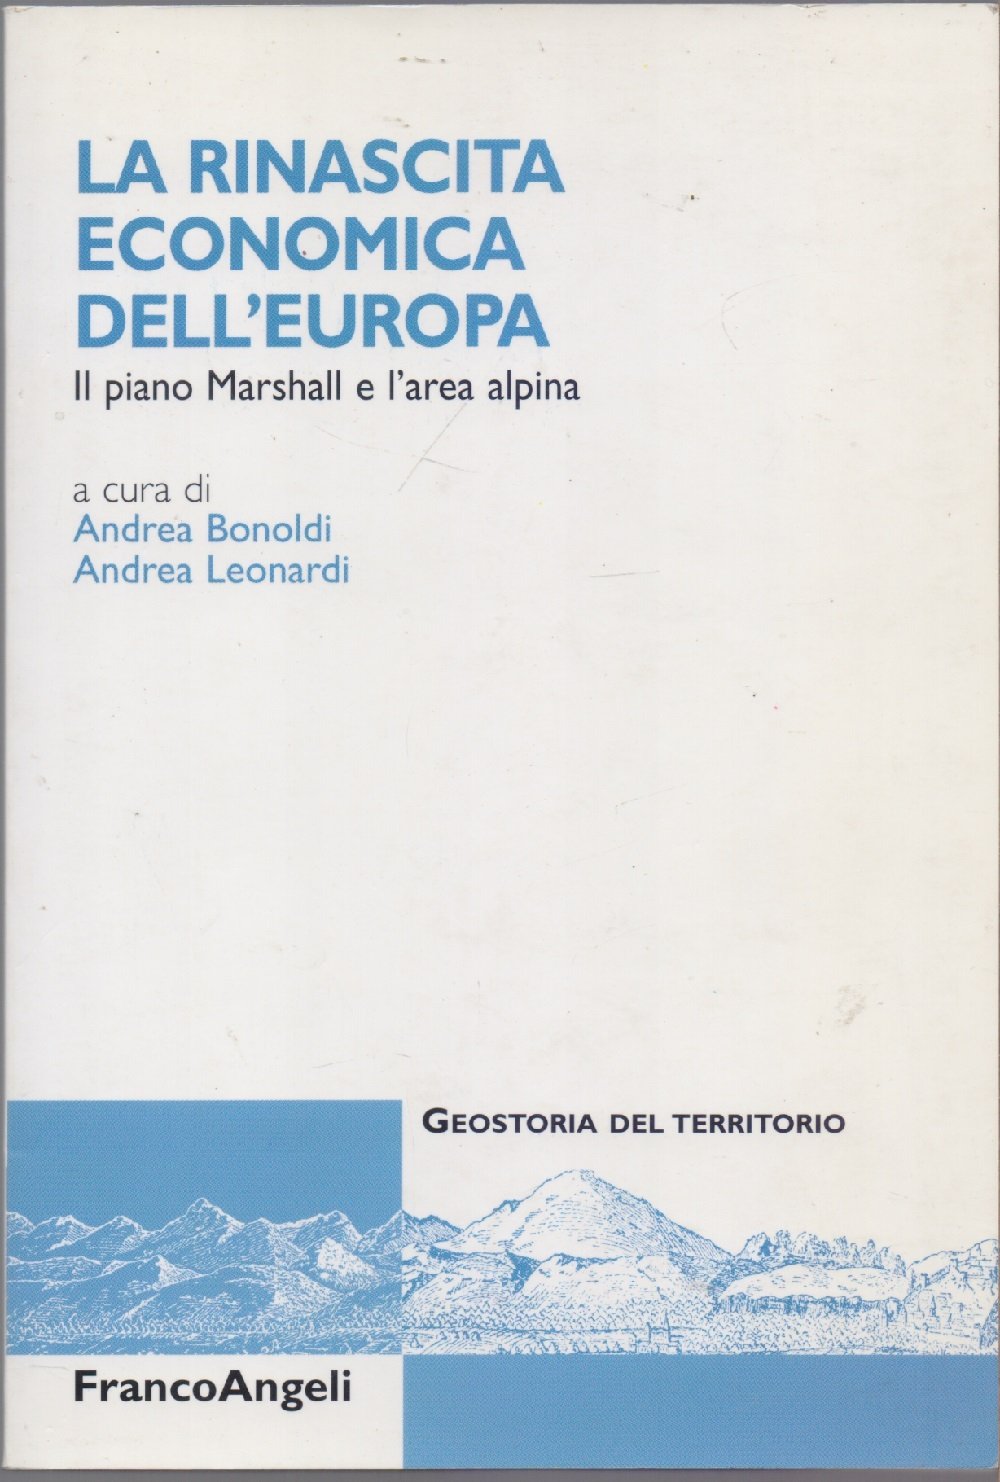 LA RINASCITA
ECONOMICA
DELL'EUROPA
Il piano Marshall e l'area alpina
a cura di
Andrea Bonoldi
Andrea Leonardi
GEOSTORIA DEL TERRITORIO
FrancoAngeli